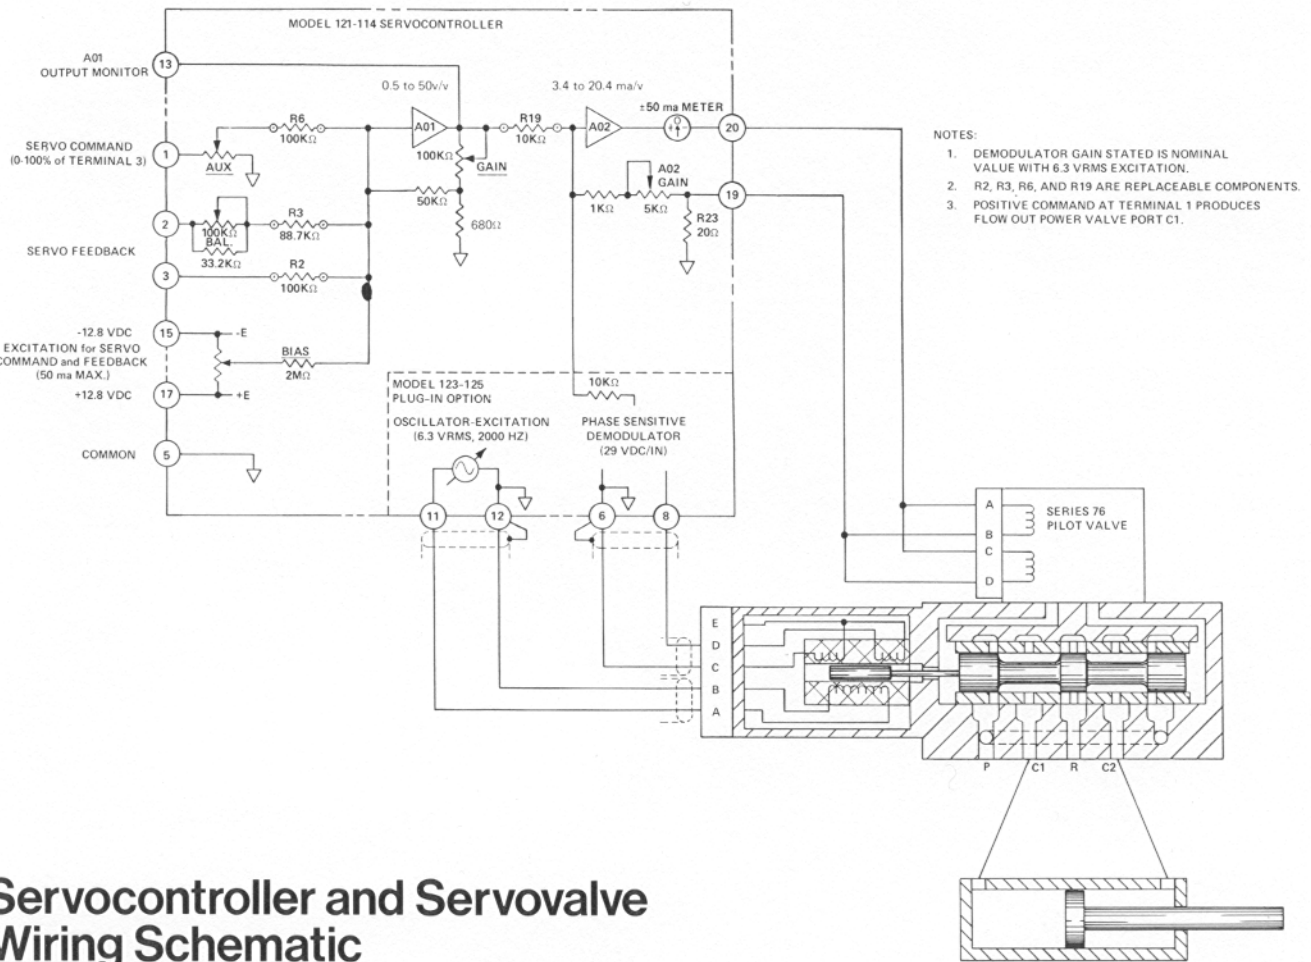 MODEL 121-114 SERVOCONTROLLER
A01
OUTPUT MONITOR
13
0.5 to 50v/v
3.4 to 20.4 ma/v
±50 ma METER
R6
100KΩ
A01
R19
10KΩ
A02
O
20
SERVO COMMAND
(0-100% of TERMINAL 3)
1
AUX
100KΩ
GAIN
A02
GAIN
50KΩ
1KΩ
5KΩ
19
2
100KΩ
BAL.
33.2KΩ
R3
88.7KΩ
680Ω
R23
20Ω
SERVO FEEDBACK
3
R2
100KΩ
-12.8 VDC
15
-E
EXCITATION for SERVO
COMMAND and FEEDBACK
(50 ma MAX.)
BIAS
2MΩ
+12.8 VDC
17
+E
COMMON
5
MODEL 123-125
PLUG-IN OPTION
10KΩ
OSCILLATOR-EXCITATION
(6.3 VRMS, 2000 HZ)
PHASE SENSITIVE
DEMODULATOR
(29 VDC/IN)
11
12
6
8
NOTES:
1. DEMODULATOR GAIN STATED IS NOMINAL
VALUE WITH 6.3 VRMS EXCITATION.
2. R2, R3, R6, AND R19 ARE REPLACEABLE COMPONENTS.
3. POSITIVE COMMAND AT TERMINAL 1 PRODUCES
FLOW OUT POWER VALVE PORT C1.
A
B
C
D
SERIES 76
PILOT VALVE
E
D
C
B
A
P
C1
R
C2
Servocontroller and Servovalve
Wiring Schematic